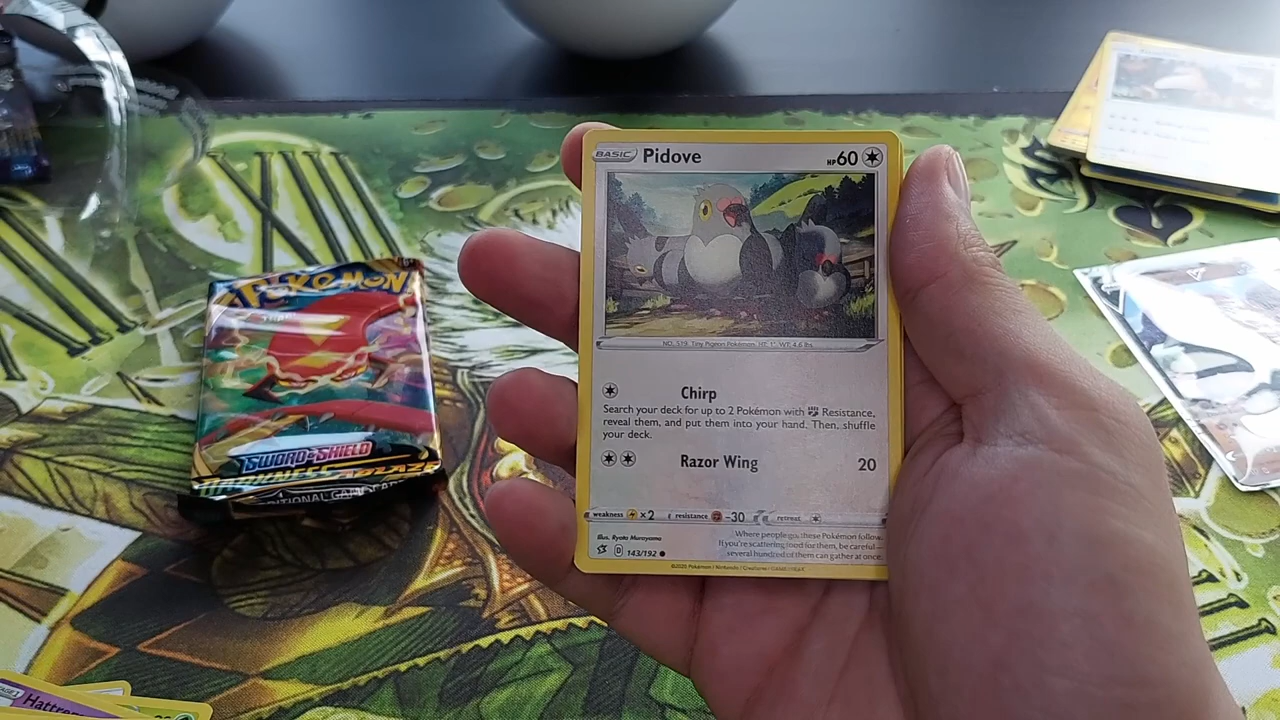 BASIC Pidove HP60
NO. 519 Tiny Pigeon Pokémon HT: 1' WT: 4.6 lbs.
Chirp
Search your deck for up to 2 Pokémon with Resistance,
reveal them, and put them into your hand. Then, shuffle
your deck.
Razor Wing 20
weakness ×2 resistance -30 retreat
Illus. Ryota Murayama
D 143/192
Where people go, these Pokémon follow.
If you're scattering food for them, be careful—
several hundred of them can gather at once.
©2020 Pokémon / Nintendo / Creatures / GAME FREAK
POKÉMON
SWORD & SHIELD
DARKNESS ABLAZE
XIII